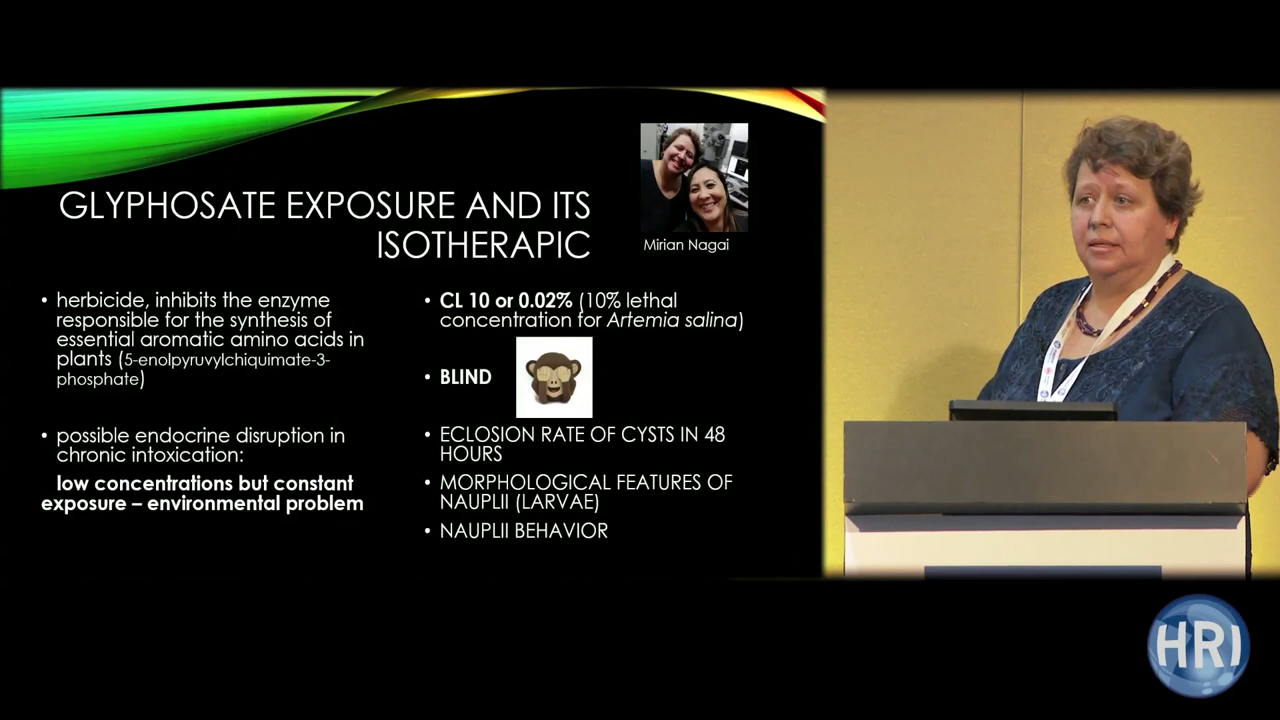 GLYPHOSATE EXPOSURE AND ITS
ISOTHERAPIC
Mirian Nagai
• herbicide, inhibits the enzyme
responsible for the synthesis of
essential aromatic amino acids in
plants (5-enolpyruvylchiquimate-3-
phosphate)
• possible endocrine disruption in
chronic intoxication:
low concentrations but constant
exposure – environmental problem
• CL 10 or 0.02% (10% lethal
concentration for Artemia salina)
• BLIND
• ECLOSION RATE OF CYSTS IN 48
HOURS
• MORPHOLOGICAL FEATURES OF
NAUPLII (LARVAE)
• NAUPLII BEHAVIOR
HRI